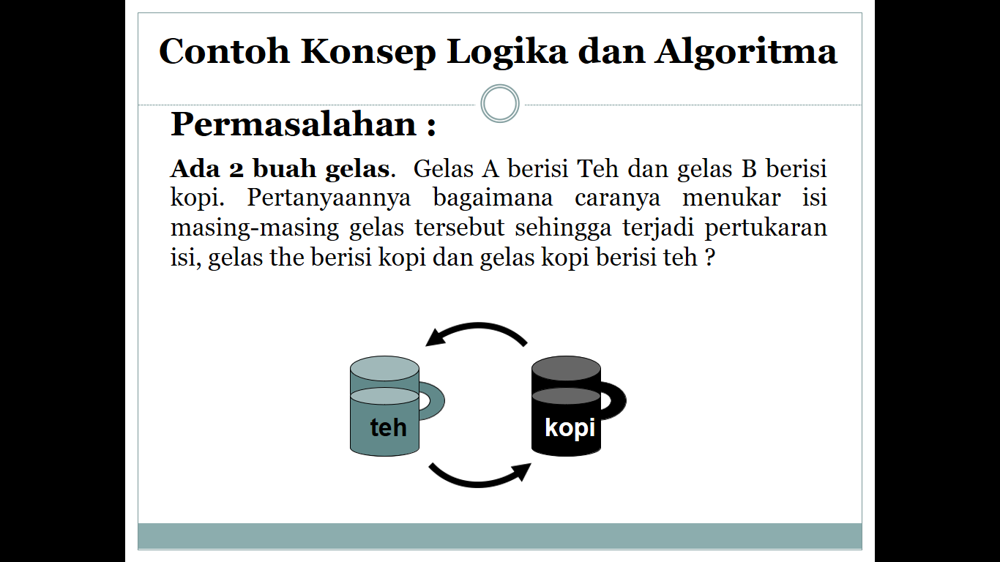 Contoh Konsep Logika dan Algoritma
Permasalahan :
Ada 2 buah gelas. Gelas A berisi Teh dan gelas B berisi
kopi. Pertanyaannya bagaimana caranya menukar isi
masing-masing gelas tersebut sehingga terjadi pertukaran
isi, gelas the berisi kopi dan gelas kopi berisi teh ?
teh
kopi